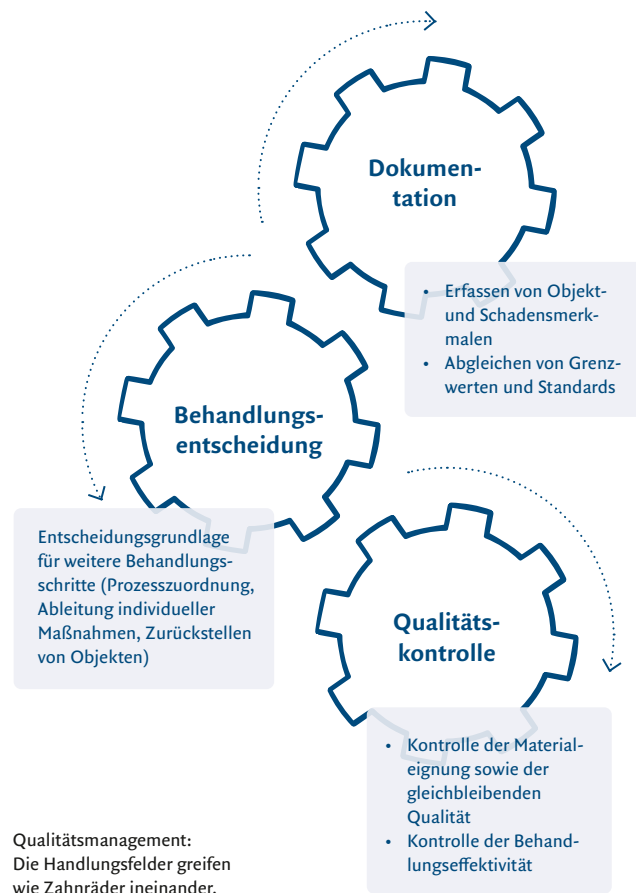 Dokumen-
tation
• Erfassen von Objekt-
und Schadensmerk-
malen
• Abgleichen von Grenz-
werten und Standards
Behandlungs-
entscheidung
Entscheidungsgrundlage
für weitere Behandlungs-
schritte (Prozesszuordnung,
Ableitung individueller
Maßnahmen, Zurückstellen
von Objekten)
Qualitäts-
kontrolle
• Kontrolle der Material-
eignung sowie der
gleichbleibenden
Qualität
• Kontrolle der Behand-
lungseffektivität
Qualitätsmanagement:
Die Handlungsfelder greifen
wie Zahnräder ineinander.